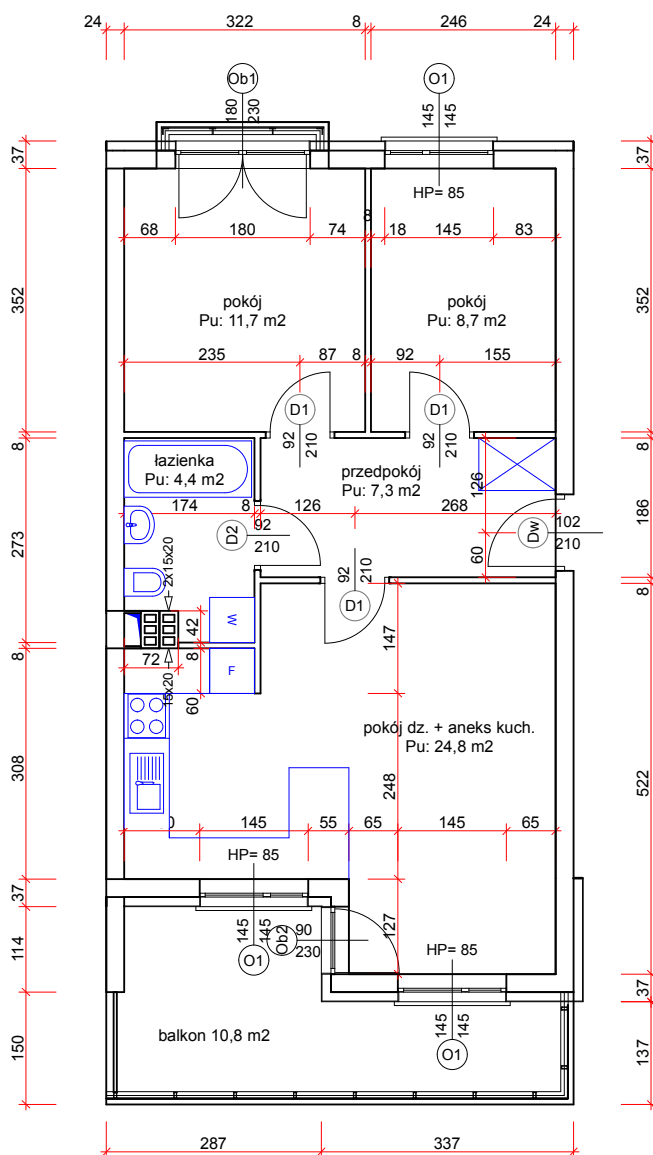 24 322 8 246 24
Ob1 O1
180 230 145 145
37 37
HP= 85
8
68 180 74 18 145 83
352 352
pokój pokój
Pu: 11,7 m2 Pu: 8,7 m2
235 87 8 92 155
D1 D1
92 210 92 210
8 8
łazienka przedpokój 126
Pu: 4,4 m2 Pu: 7,3 m2
174 8 126 268
D2 92 Dw 102
210 210
273 186
60
2x15x20 92 210
8
D1
W 42
147
8 72 8 F
15x20 60
pokój dz. + aneks kuch.
Pu: 24,8 m2
308 248 522
145 55 65 145 65
HP= 85
37
145 145 Ob2 90 127
114 230
O1 HP= 85
37
145 145
balkon 10,8 m2
O1
150 137
287 337